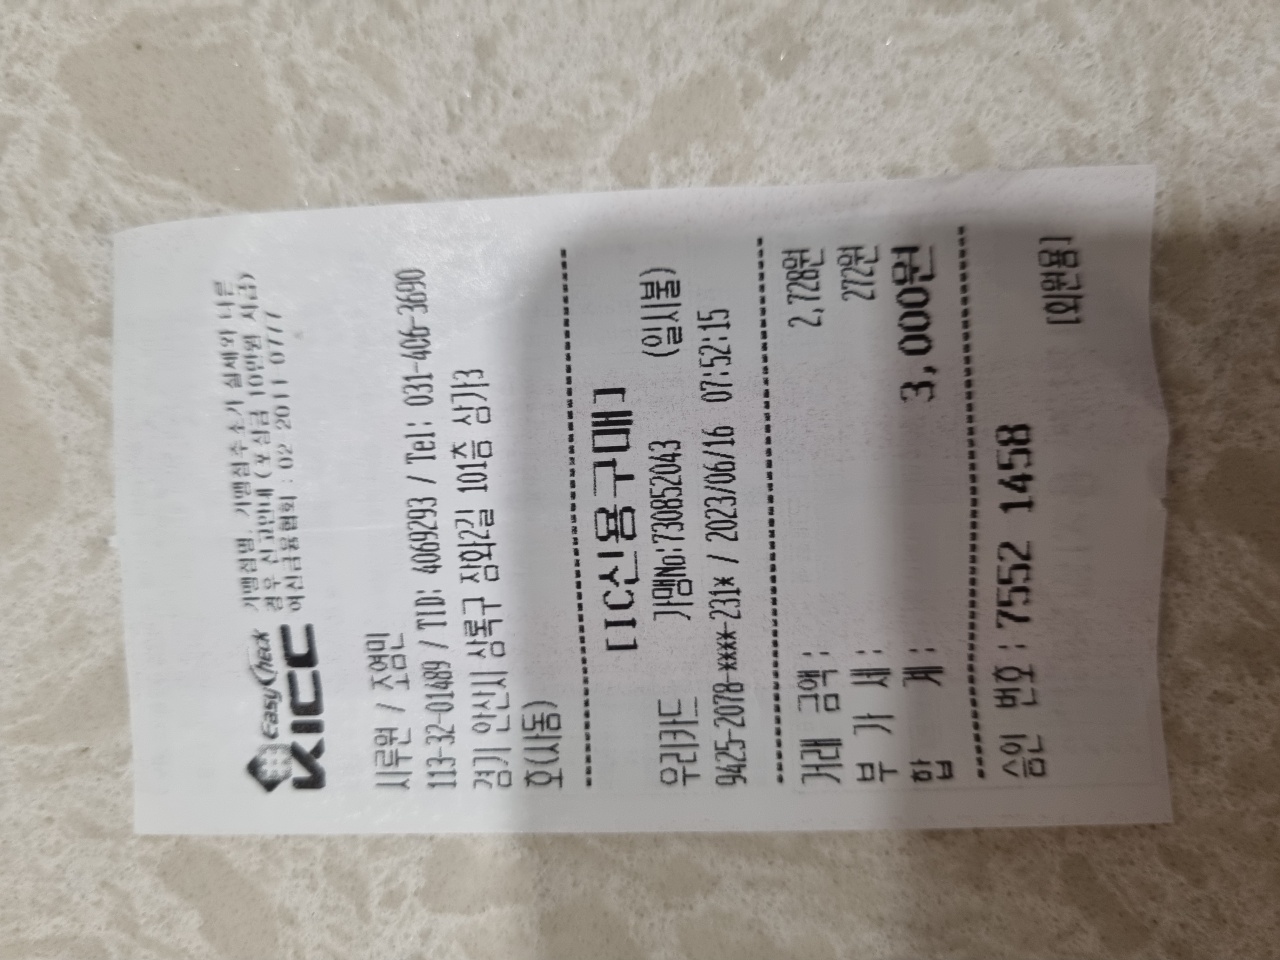 EasyCheck
KICC
가맹점명, 가맹점주소가 실제와 다른
경우 신고안내 (포상금 10만원 지급)
여신금융협회 : 02 2011 0777
시루원 / 조영민
113-32-01489 / TID: 4069293 / Tel: 031-406-3690
경기 안산시 상록구 장화2길 101층 상가3
호(사동)
[IC신용구매]
우리카드 가맹No:730852043 (일시불)
9425-2078-****-231* / 2023/06/16 07:52:15
거래 금액 : 2,728원
부 가 세 : 272원
합 계 : 3,000원
승인 번호 : 7552 1458
[회원용]